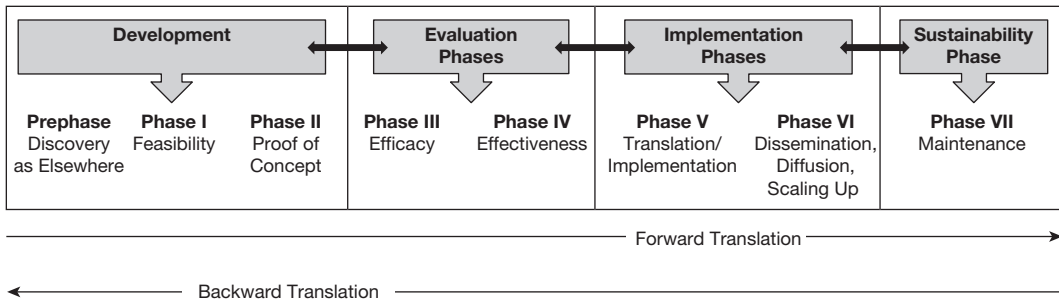 Development
Evaluation
Phases
Implementation
Phases
Sustainability
Phase
Prephase
Discovery
as Elsewhere
Phase I
Feasibility
Phase II
Proof of
Concept
Phase III
Efficacy
Phase IV
Effectiveness
Phase V
Translation/
Implementation
Phase VI
Dissemination,
Diffusion,
Scaling Up
Phase VII
Maintenance
Forward Translation
Backward Translation